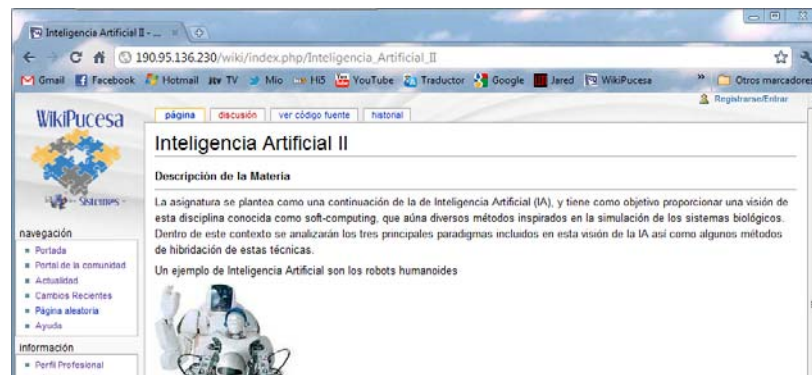 Inteligencia Artificial II - ...
190.95.136.230/wiki/index.php/Inteligencia_Artificial_II
Gmail Facebook Hotmail TV Mio Hi5 YouTube Traductor Google Jared WikiPucesa » Otros marcadores
Registrarse/Entrar
WikiPucesa
página discusión ver código fuente historial
Inteligencia Artificial II
Descripción de la Materia
La asignatura se plantea como una continuación de la de Inteligencia Artificial (IA), y tiene como objetivo proporcionar una visión de
esta disciplina conocida como soft-computing, que aúna diversos métodos inspirados en la simulación de los sistemas biológicos.
Dentro de este contexto se analizarán los tres principales paradigmas incluidos en esta visión de la IA así como algunos métodos
de hibridación de estas técnicas.
Un ejemplo de Inteligencia Artificial son los robots humanoides
- Sistemas -
navegación
Portada
Portal de la comunidad
Actualidad
Cambios Recientes
Página aleatoria
Ayuda
información
Perfil Profesional